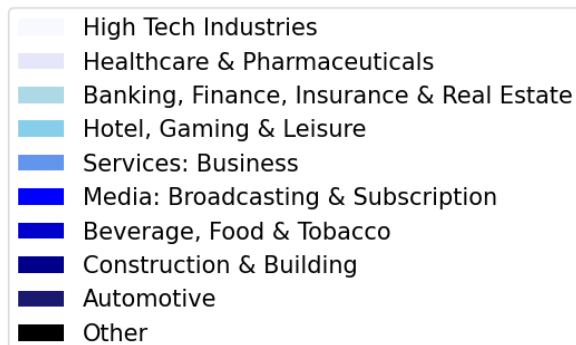 High Tech Industries
Healthcare & Pharmaceuticals
Banking, Finance, Insurance & Real Estate
Hotel, Gaming & Leisure
Services: Business
Media: Broadcasting & Subscription
Beverage, Food & Tobacco
Construction & Building
Automotive
Other